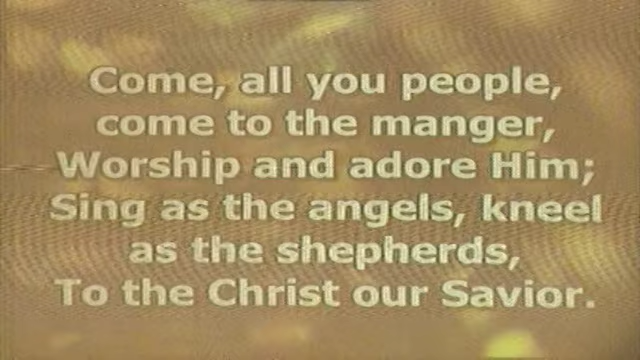 Come, all you people,
come to the manger,
Worship and adore Him;
Sing as the angels, kneel
as the shepherds,
To the Christ our Savior.